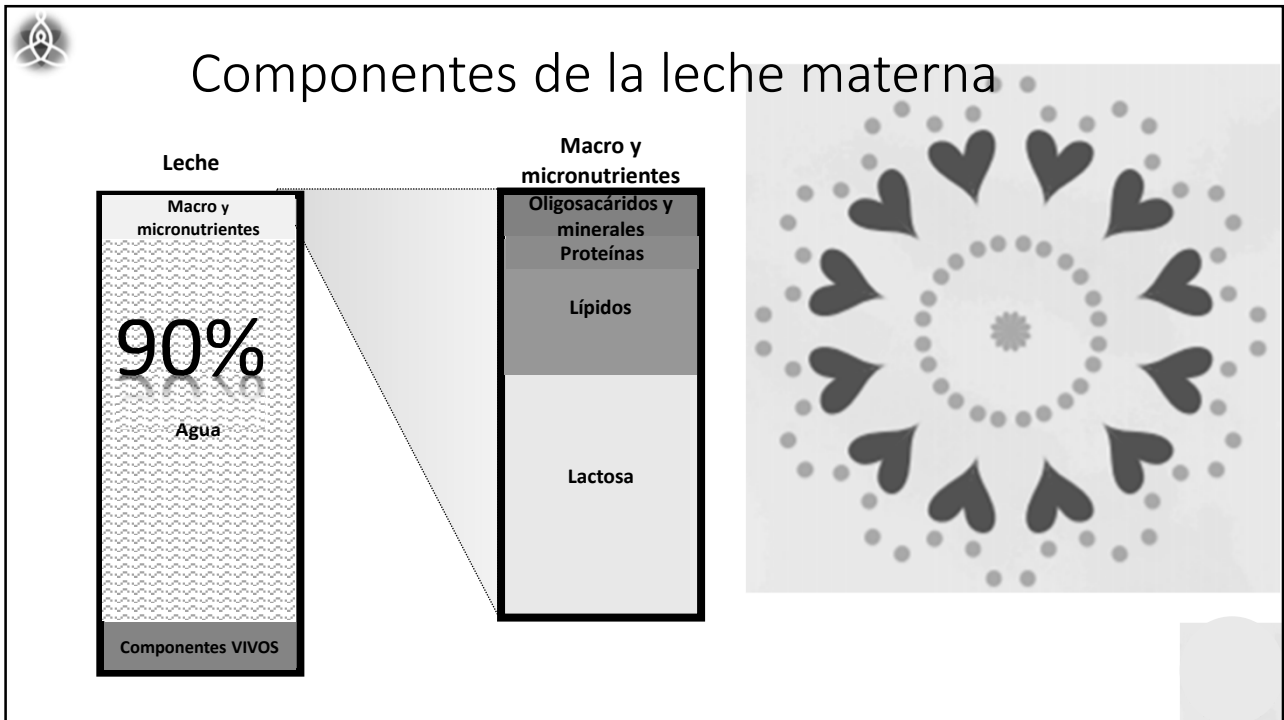 Componentes de la leche materna
Leche
Macro y
micronutrientes
90%
Agua
Componentes VIVOS
Macro y
micronutrientes
Oligosacáridos y
minerales
Proteínas
Lípidos
Lactosa